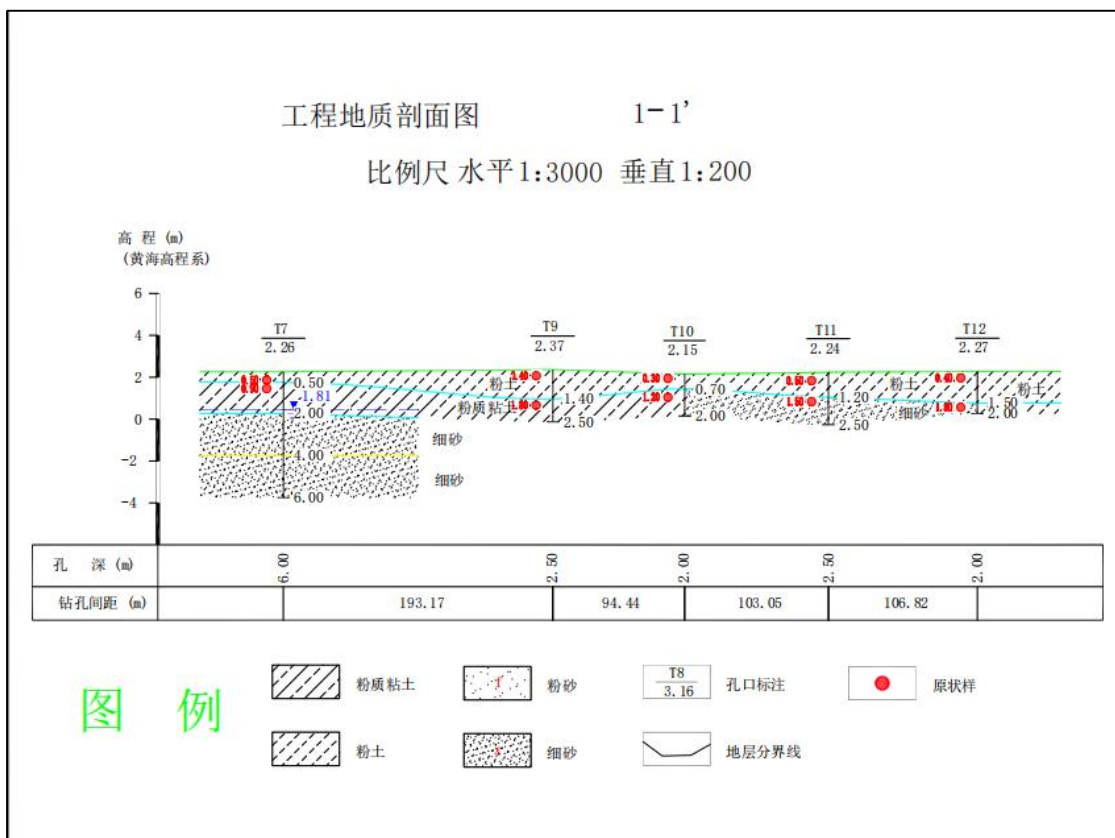 工程地质剖面图 1-1'
比例尺 水平1:3000 垂直1:200
高 程 (m)
(黄海高程系)
6
4
2
0
-2
-4
T7
2.26
T9
2.37
T10
2.15
T11
2.24
T12
2.27
0.50
1.81
2.00
4.00
6.00
粉土
1.40
粉质粘土
2.50
细砂
细砂
0.30
0.70
1.20
2.00
1.20
2.50
粉土
细砂
粉土
1.50
2.00
孔 深 (m) 6.00 2.50 2.00 2.50 2.00
钻孔间距 (m) 193.17 94.44 103.05 106.82
图 例
粉质粘土
粉砂
T8
3.16
孔口标注
原状样
粉土
细砂
地层分界线